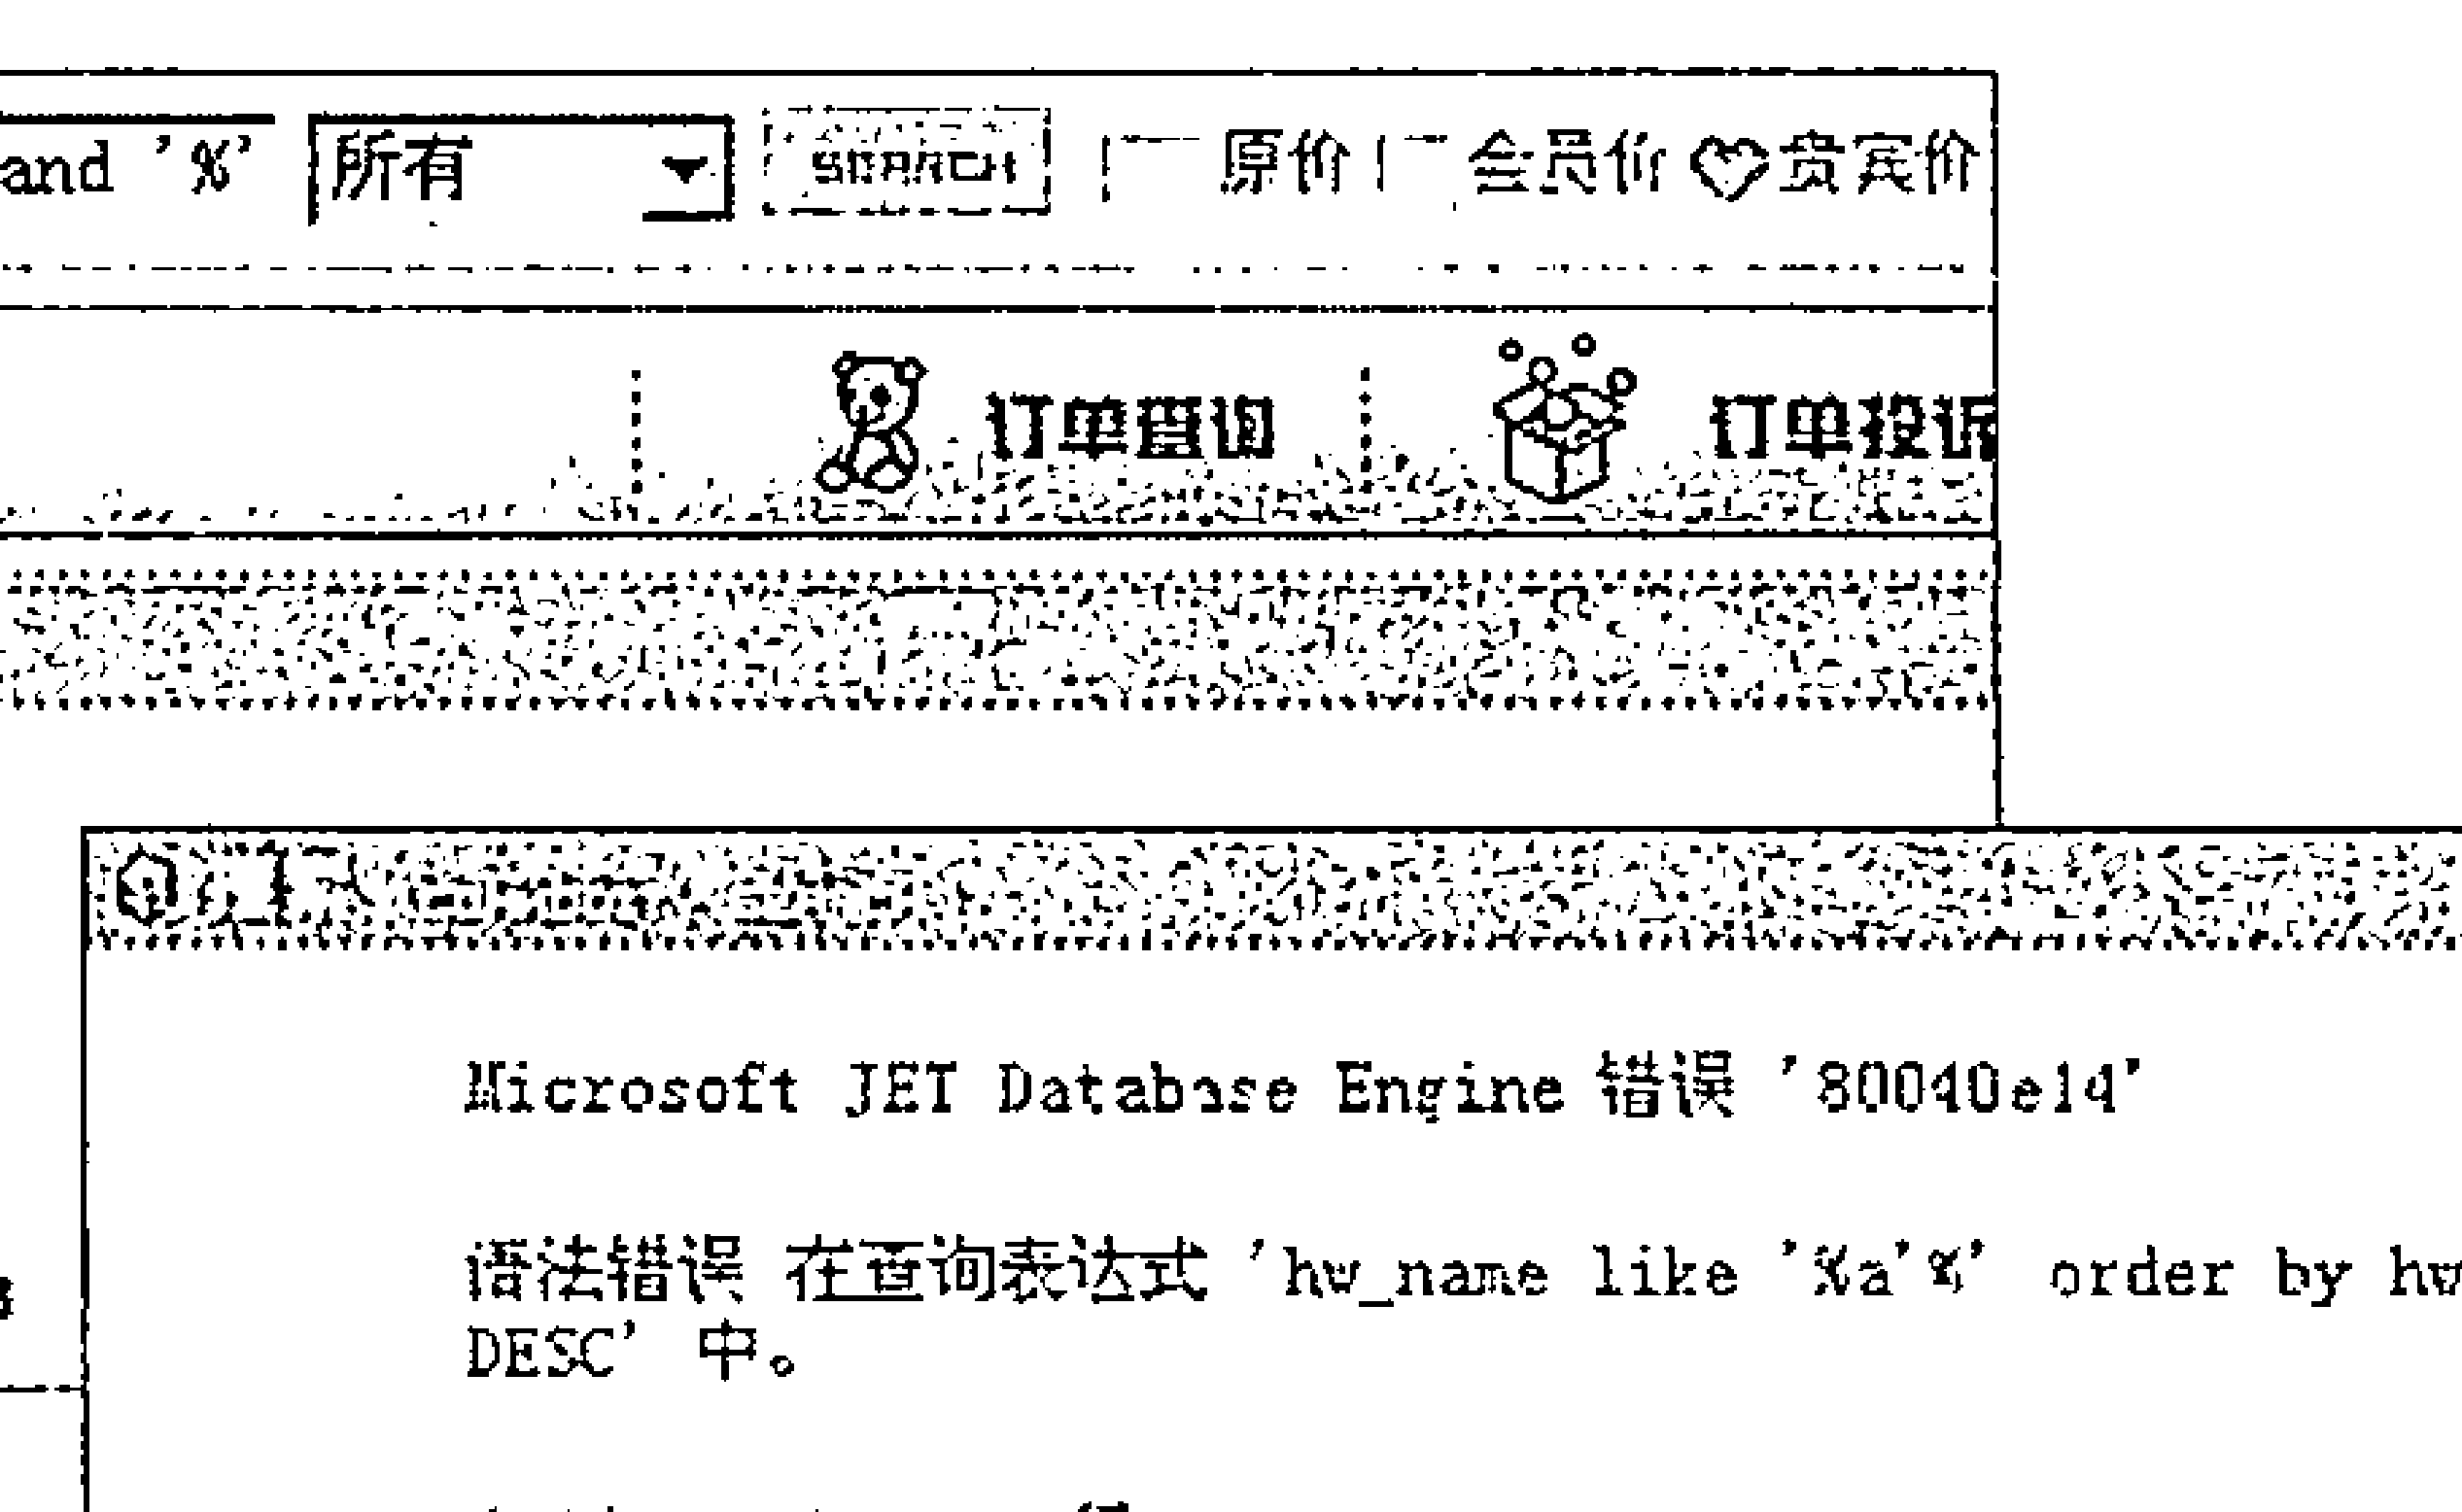 and '%' 所有 原价 会员价 贵宾价
订单查询 订单投诉
Microsoft JET Database Engine 错误 '80040e14'
语法错误 在查询表达式 'hw_name like '%a'%' order by hw
DESC' 中。